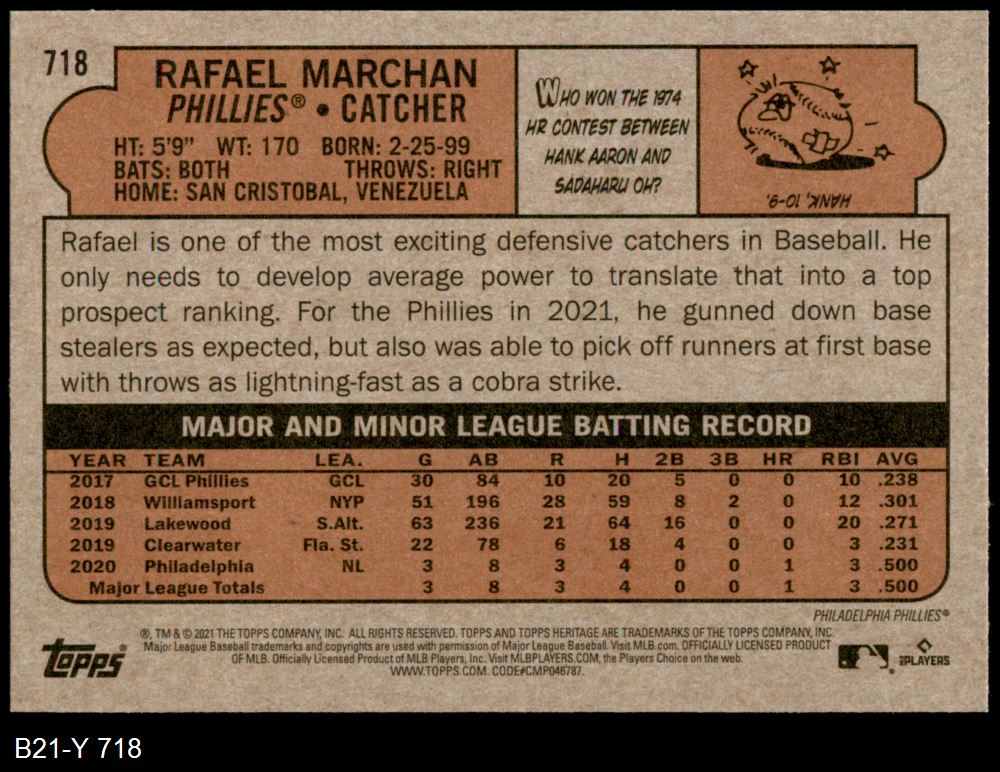 718
RAFAEL MARCHAN
PHILLIES® • CATCHER
HT: 5'9" WT: 170 BORN: 2-25-99
BATS: BOTH THROWS: RIGHT
HOME: SAN CRISTOBAL, VENEZUELA
WHO WON THE 1974
HR CONTEST BETWEEN
HANK AARON AND
SADAHARU OH?
HANK, 10-9.
Rafael is one of the most exciting defensive catchers in Baseball. He
only needs to develop average power to translate that into a top
prospect ranking. For the Phillies in 2021, he gunned down base
stealers as expected, but also was able to pick off runners at first base
with throws as lightning-fast as a cobra strike.
MAJOR AND MINOR LEAGUE BATTING RECORD
YEAR TEAM LEA. G AB R H 2B 3B HR RBI AVG
2017 GCL Phillies GCL 30 84 10 20 5 0 0 10 .238
2018 Williamsport NYP 51 196 28 59 8 2 0 12 .301
2019 Lakewood S.Alt. 63 236 21 64 16 0 0 20 .271
2019 Clearwater Fla. St. 22 78 6 18 4 0 0 3 .231
2020 Philadelphia NL 3 8 3 4 0 0 1 3 .500
Major League Totals 3 8 3 4 0 0 1 3 .500
PHILADELPHIA PHILLIES®
®, TM & © 2021 THE TOPPS COMPANY, INC. ALL RIGHTS RESERVED. TOPPS AND TOPPS HERITAGE ARE TRADEMARKS OF THE TOPPS COMPANY, INC.
Major League Baseball trademarks and copyrights are used with permission of Major League Baseball. Visit MLB.com. OFFICIALLY LICENSED PRODUCT
OF MLB. Officially Licensed Product of MLB Players, Inc. Visit MLBPLAYERS.COM, the Players Choice on the web.
WWW.TOPPS.COM. CODE#CMP046787.
topps®
MLB PLAYERS
B21-Y 718